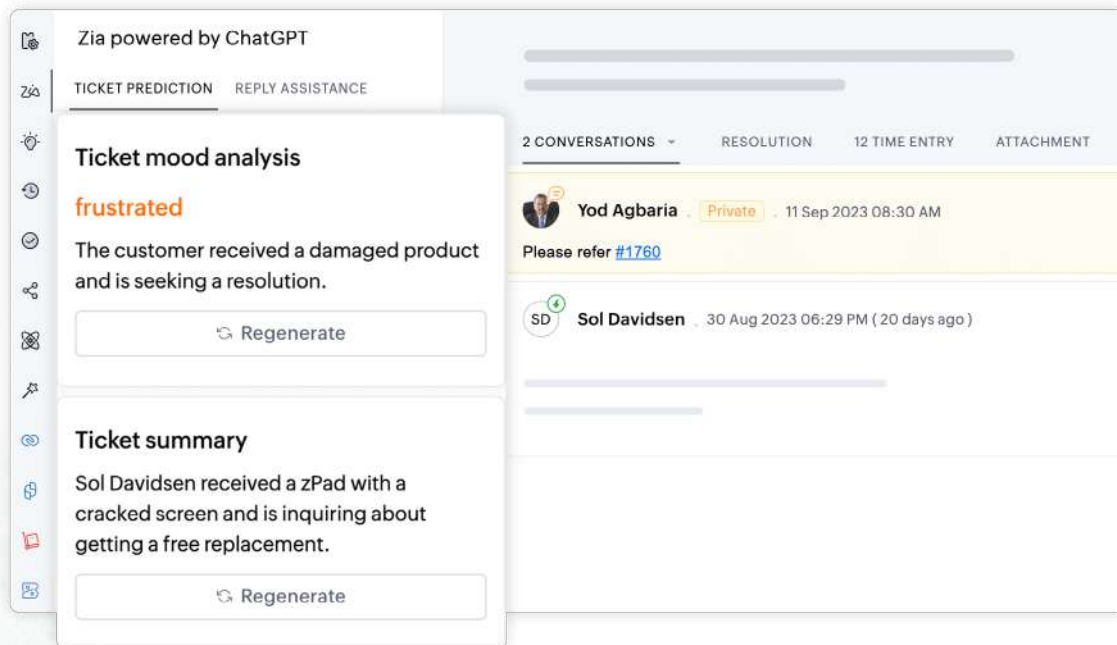 Zia powered by ChatGPT
TICKET PREDICTION REPLY ASSISTANCE
Ticket mood analysis
frustrated
The customer received a damaged product
and is seeking a resolution.
Regenerate
Ticket summary
Sol Davidsen received a zPad with a
cracked screen and is inquiring about
getting a free replacement.
Regenerate
2 CONVERSATIONS RESOLUTION 12 TIME ENTRY ATTACHMENT
Yod Agbaria . Private . 11 Sep 2023 08:30 AM
Please refer #1760
SD Sol Davidsen . 30 Aug 2023 06:29 PM ( 20 days ago )
Zia